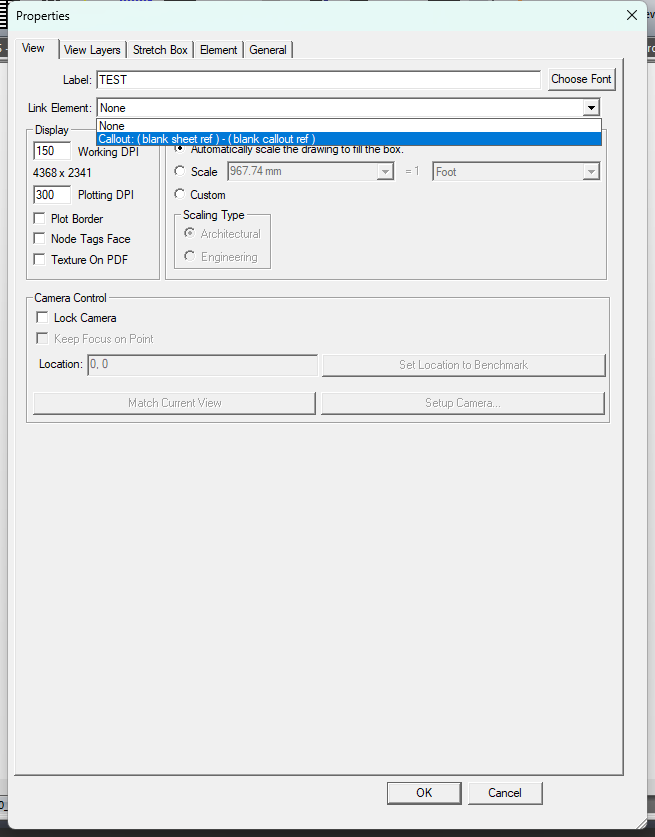 Properties
View
View Layers
Stretch Box
Element
General
Label:
TEST
Choose Font
Link Element:
None
None
Callout: ( blank sheet ref ) - ( blank callout ref )
Display
150
Working DPI
Automatically scale the drawing to fill the box.
4368 x 2341
Scale
967.74 mm
= 1
Foot
300
Plotting DPI
Custom
Plot Border
Scaling Type
Node Tags Face
Architectural
Texture On PDF
Engineering
Camera Control
Lock Camera
Keep Focus on Point
Location:
0, 0
Set Location to Benchmark
Match Current View
Setup Camera...
OK
Cancel